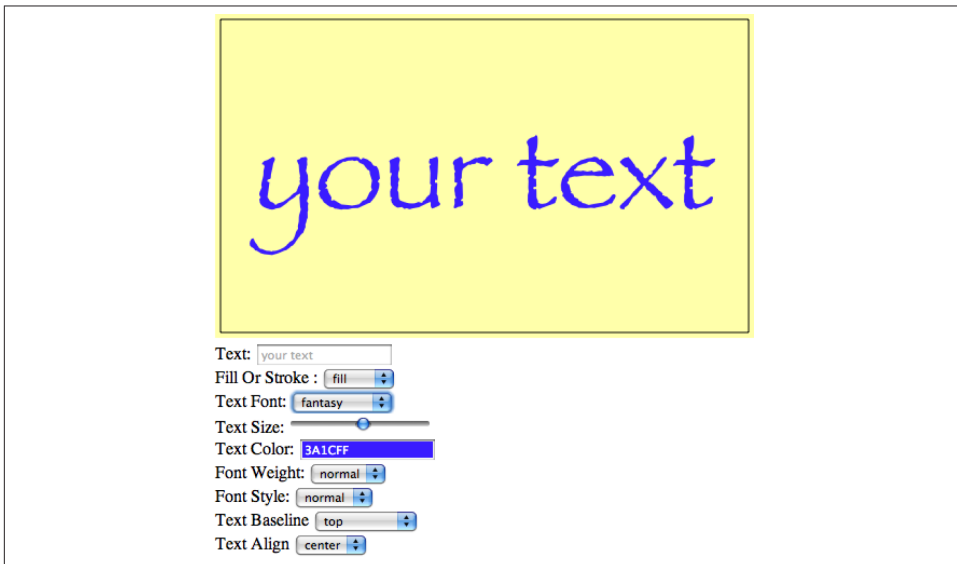 your text
Text: your text
Fill Or Stroke : fill
Text Font: fantasy
Text Size:
Text Color: 3A1CFF
Font Weight: normal
Font Style: normal
Text Baseline top
Text Align center